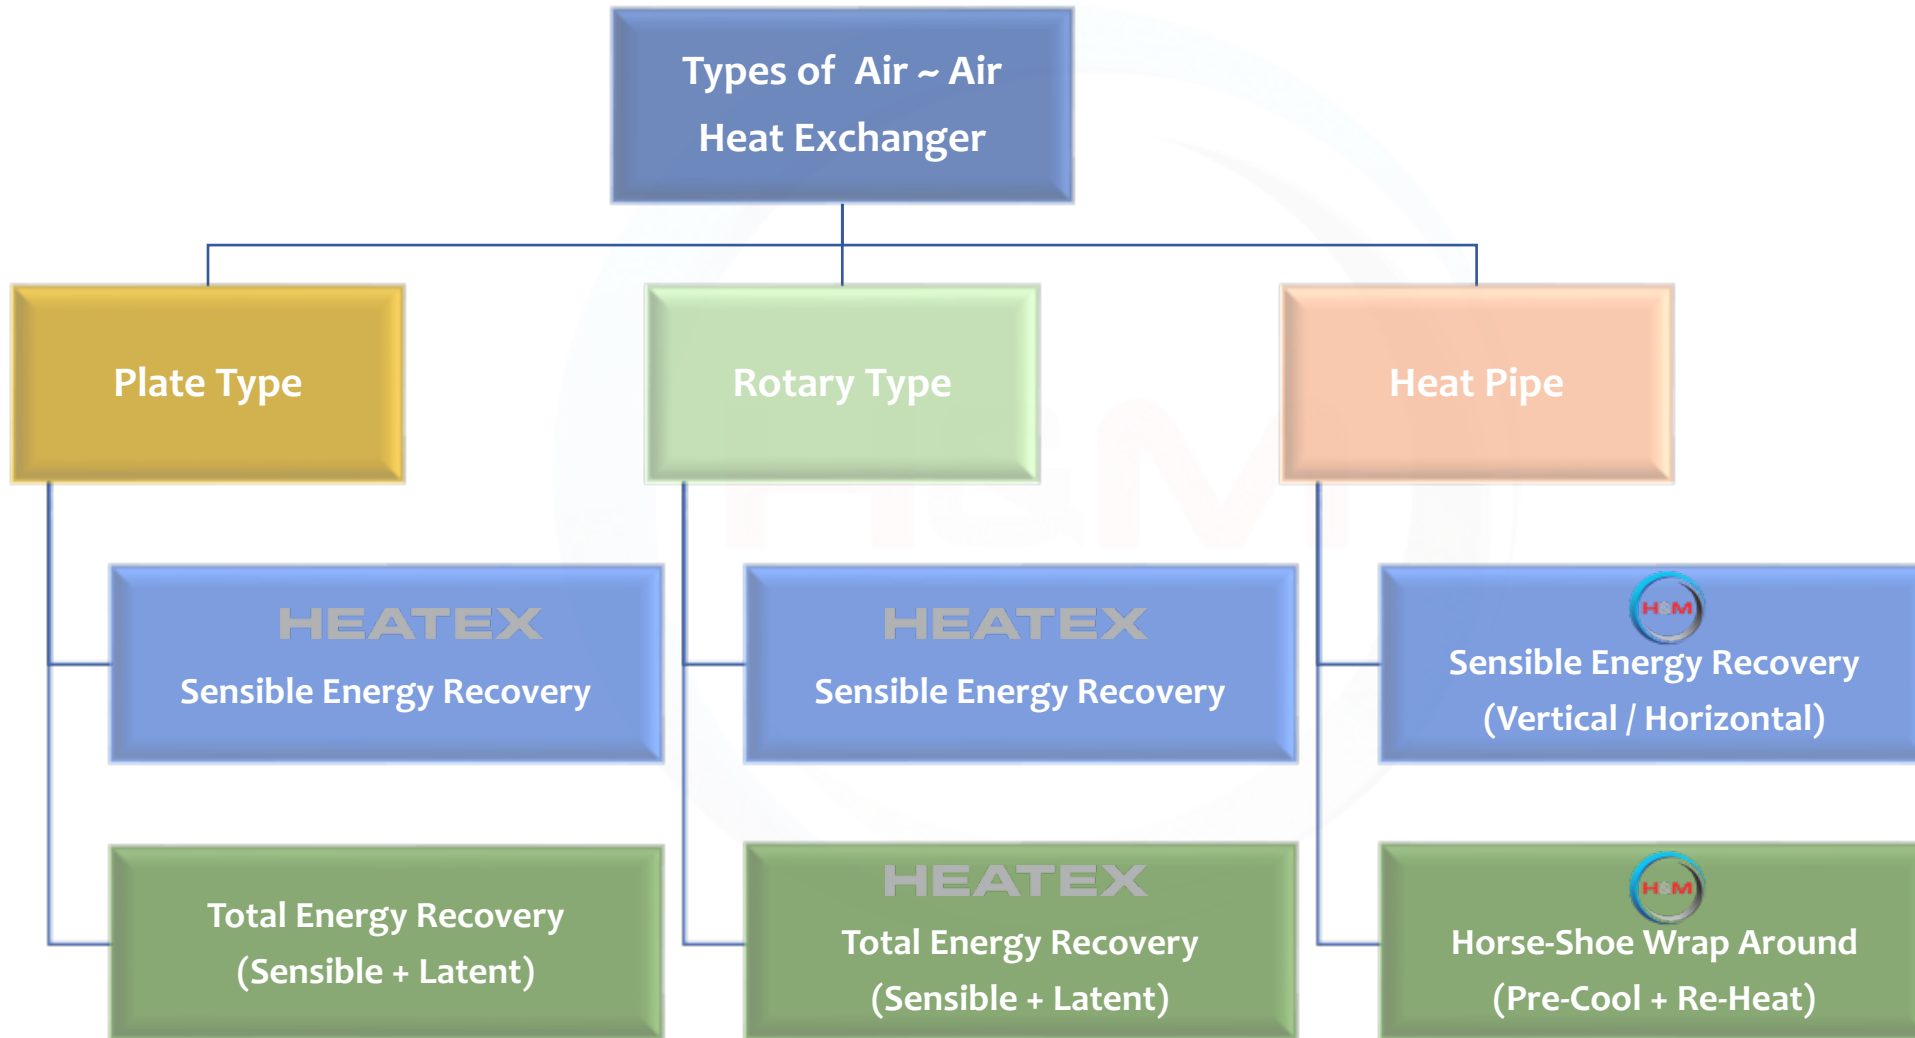 Types of Air ~ Air
Heat Exchanger
Plate Type
Rotary Type
Heat Pipe
H&M
HEATEX
Sensible Energy Recovery
HEATEX
Sensible Energy Recovery
H&M
Sensible Energy Recovery
(Vertical / Horizontal)
Total Energy Recovery
(Sensible + Latent)
HEATEX
Total Energy Recovery
(Sensible + Latent)
H&M
Horse-Shoe Wrap Around
(Pre-Cool + Re-Heat)